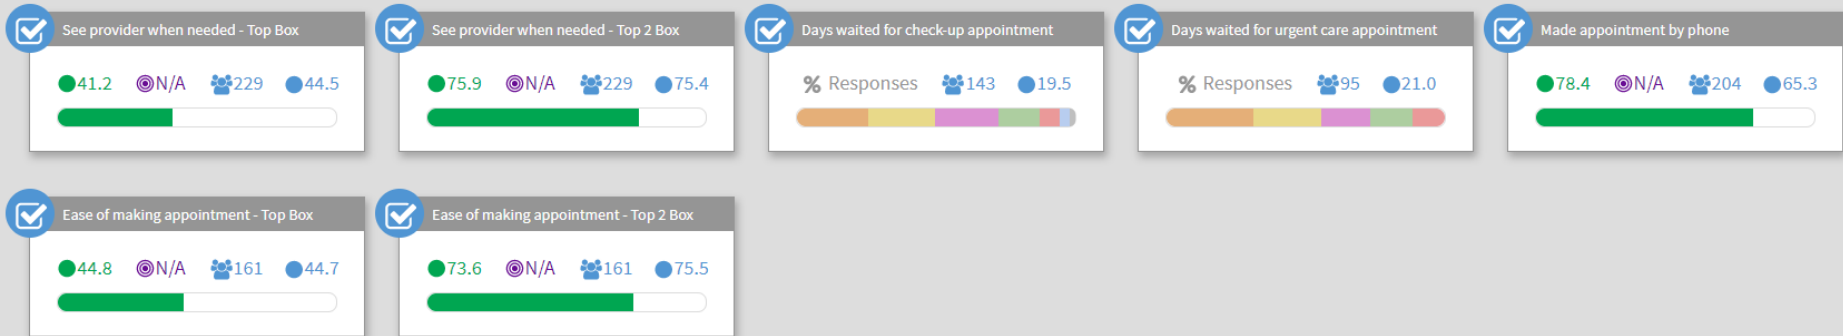 See provider when needed - Top Box
41.2 N/A 229 44.5
See provider when needed - Top 2 Box
75.9 N/A 229 75.4
Days waited for check-up appointment
% Responses 143 19.5
Days waited for urgent care appointment
% Responses 95 21.0
Made appointment by phone
78.4 N/A 204 65.3
Ease of making appointment - Top Box
44.8 N/A 161 44.7
Ease of making appointment - Top 2 Box
73.6 N/A 161 75.5